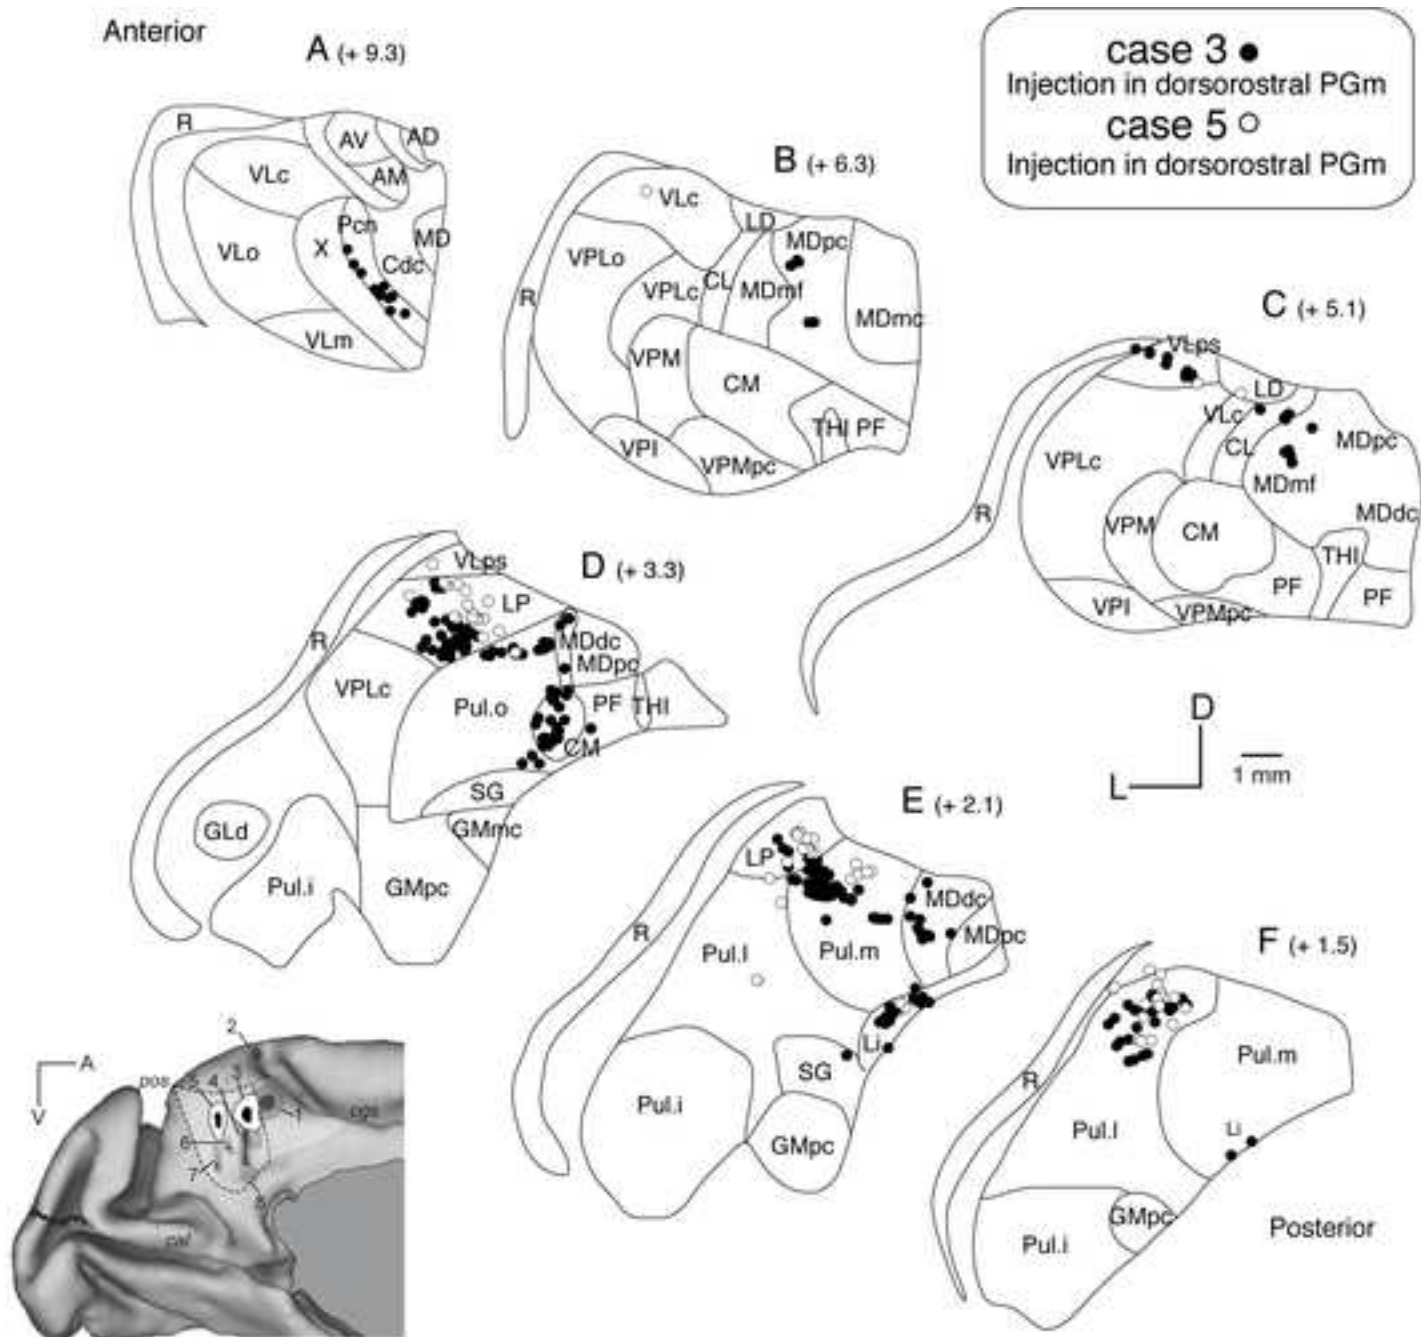 Anterior
A (+ 9.3)
R
AV
AD
VLc
AM
Pcn
MD
VLo
X
Cdc
VLm
case 3
Injection in dorsorostral PGm
case 5
Injection in dorsorostral PGm
B (+ 6.3)
VLc
LD
MDpc
VPLo
VPLc
CL
MDmf
R
MDmc
VPM
CM
THI PF
VPI
VPMpc
C (+ 5.1)
VLps
LD
VLc
CL
MDpc
VPLc
MDmf
R
MDdc
VPM
CM
THI
PF
PF
VPI
VPMpc
D (+ 3.3)
VLps
LP
R
MDdc
MDpc
VPLc
Pul.o
PF
THI
CM
SG
GLd
GMmc
Pul.i
GMpc
D
L
1 mm
E (+ 2.1)
LP
MDdc
MDpc
R
Pul.l
Pul.m
Li
SG
Pul.i
GMpc
F (+ 1.5)
Pul.m
R
Li
Pul.l
GMpc
Pul.i
Posterior
2
A
V
pos
5
4
3
1
cgs
6
7
cal